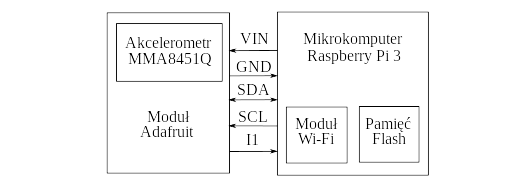 Akcelerometr
MMA8451Q
Moduł
Adafruit
VIN
GND
SDA
SCL
I1
Mikrokomputer
Raspberry Pi 3
Moduł
Wi-Fi
Pamięć
Flash